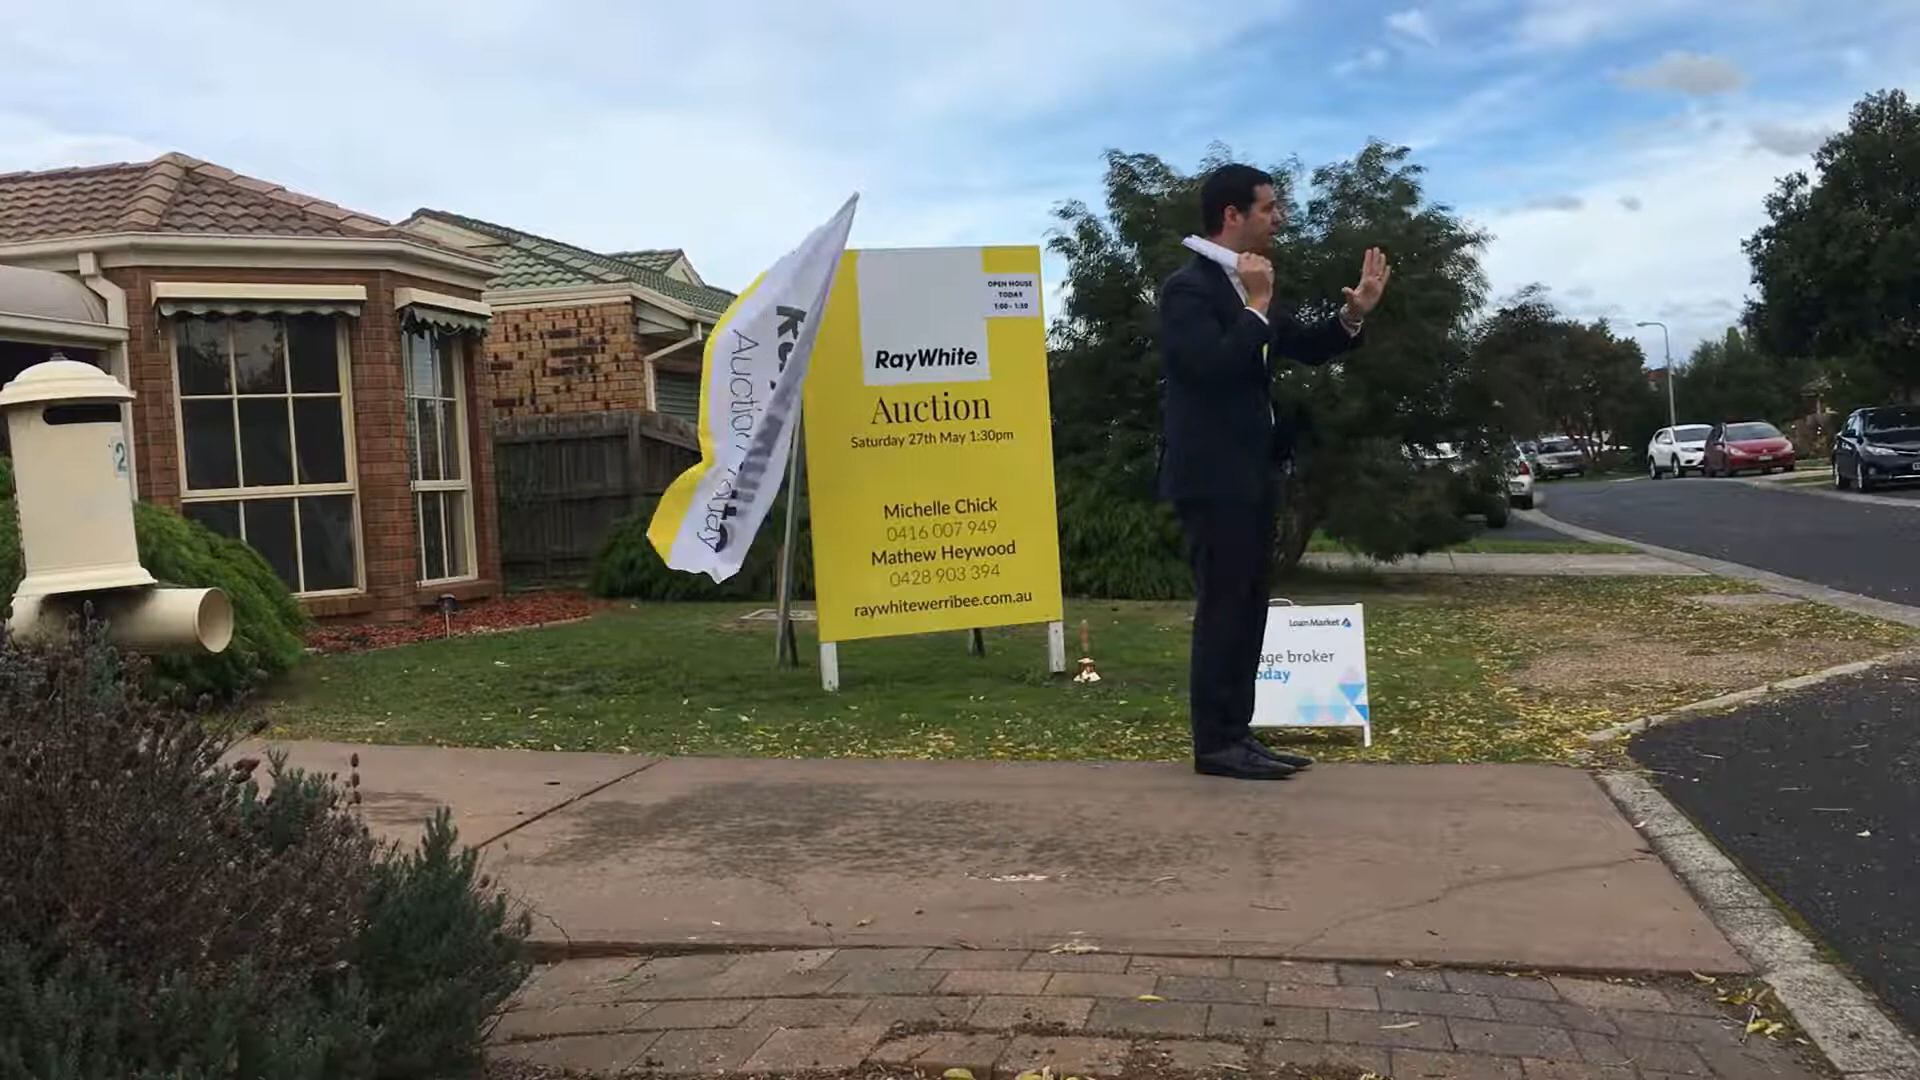 OPEN HOUSE
TODAY
1:00 - 1:30
RayWhite
Auction
Saturday 27th May 1:30pm
Michelle Chick
0416 007 949
Mathew Heywood
0428 903 394
raywhitewerribee.com.au
Auction
2
Loan Market
age broker
oday